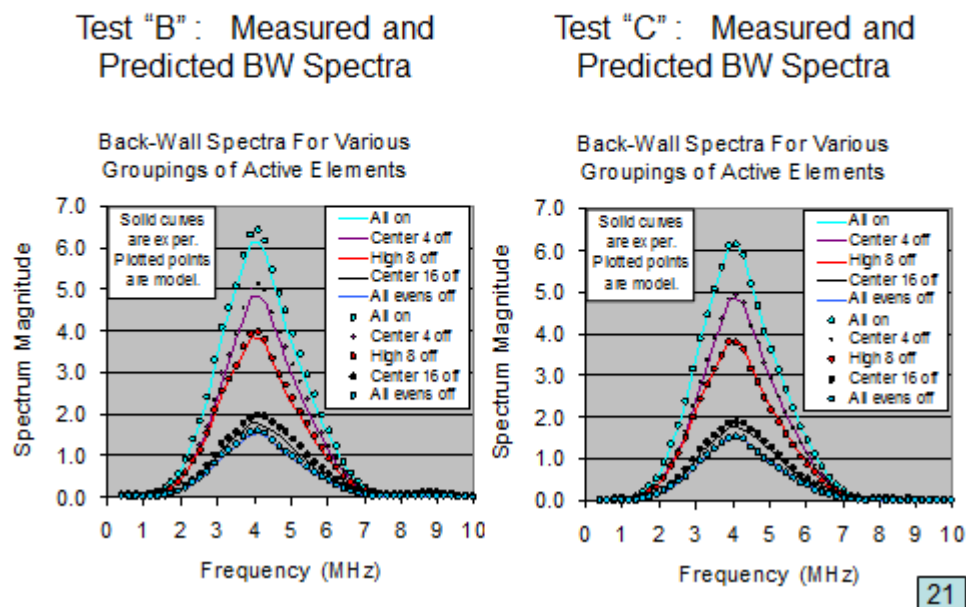 Test “B” :   Measured and
Predicted BW Spectra
Back-Wall Spectra For Various
Groupings of Active Elements
Spectrum Magnitude
7.0
6.0
5.0
4.0
3.0
2.0
1.0
0.0
Solid curves
are exper.
Plotted points
are model.
All on
Center 4 off
High 8 off
Center 16 off
All evens off
All on
Center 4 off
High 8 off
Center 16 off
All evens off
0 1 2 3 4 5 6 7 8 9 10
Frequency (MHz)
Test “C” :   Measured and
Predicted BW Spectra
Back-Wall Spectra For Various
Groupings of Active Elements
Spectrum Magnitude
7.0
6.0
5.0
4.0
3.0
2.0
1.0
0.0
Solid curves
are exper.
Plotted points
are model.
All on
Center 4 off
High 8 off
Center 16 off
All evens off
All on
Center 4 off
High 8 off
Center 16 off
All evens off
0 1 2 3 4 5 6 7 8 9 10
Frequency (MHz)
21